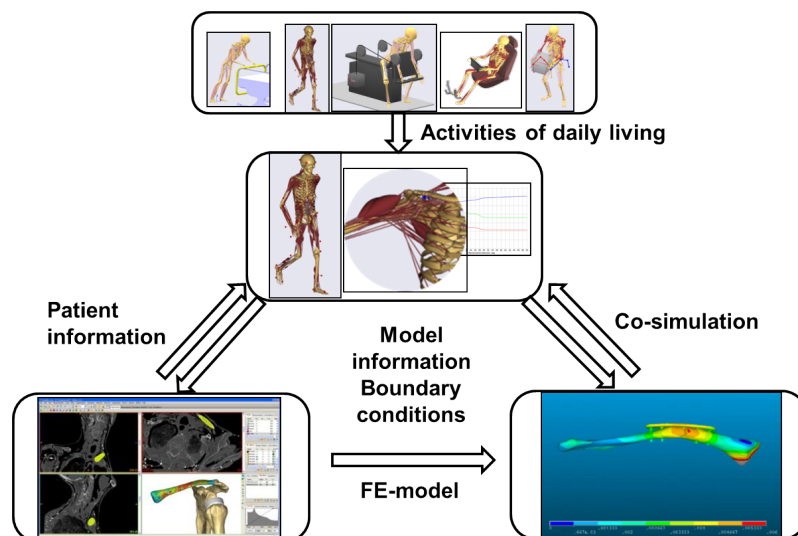 Activities of daily living
Patient
information
Co-simulation
Model
information
Boundary
conditions
FE-model